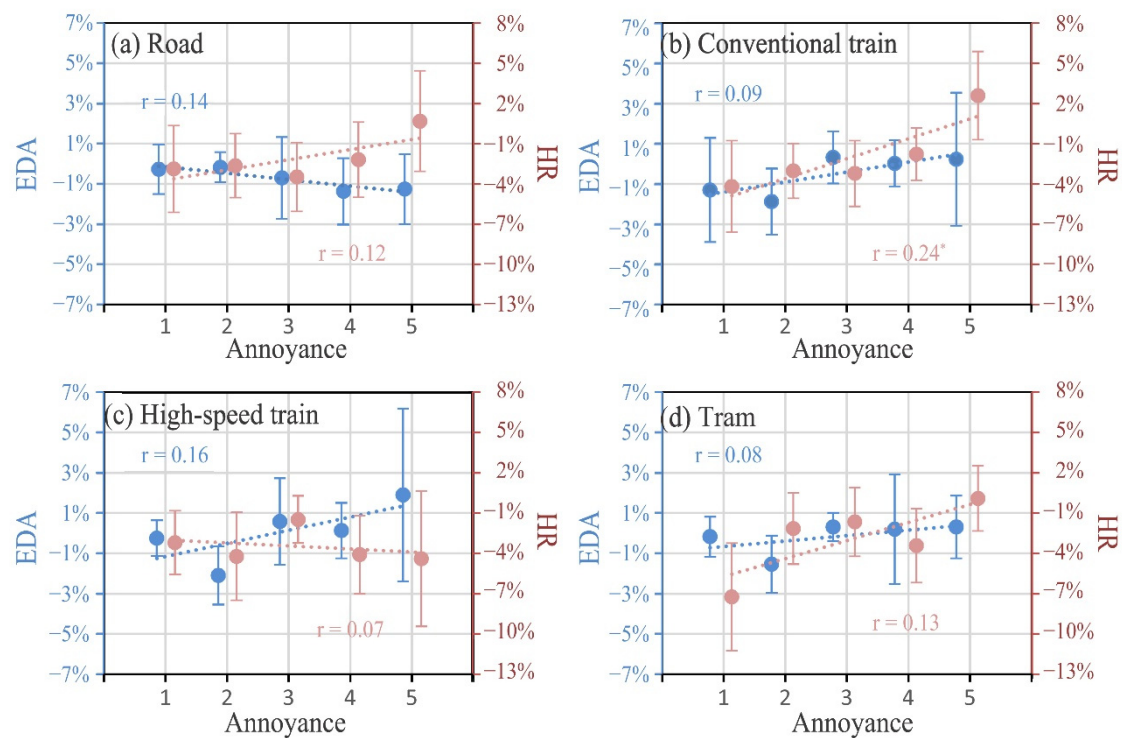 7%
5%
3%
1%
−1%
−3%
−5%
−7%
EDA
(a) Road
r = 0.14
r = 0.12
8%
5%
2%
−1%
−4%
−7%
−10%
−13%
HR
1 2 3 4 5
Annoyance
7%
5%
3%
1%
−1%
−3%
−5%
−7%
EDA
(b) Conventional train
r = 0.09
r = 0.24*
8%
5%
2%
−1%
−4%
−7%
−10%
−13%
HR
1 2 3 4 5
Annoyance
7%
5%
3%
1%
−1%
−3%
−5%
−7%
EDA
(c) High-speed train
r = 0.16
r = 0.07
8%
5%
2%
−1%
−4%
−7%
−10%
−13%
HR
1 2 3 4 5
Annoyance
7%
5%
3%
1%
−1%
−3%
−5%
−7%
EDA
(d) Tram
r = 0.08
r = 0.13
8%
5%
2%
−1%
−4%
−7%
−10%
−13%
HR
1 2 3 4 5
Annoyance